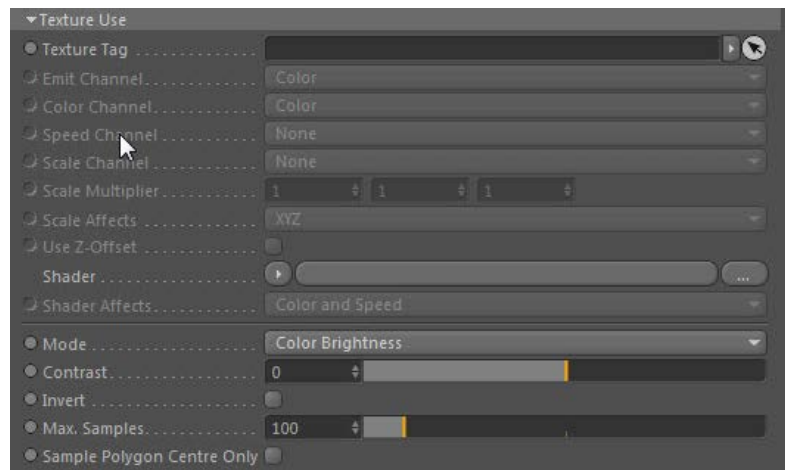 Texture Use
Texture Tag
Emit Channel Color
Color Channel Color
Speed Channel None
Scale Channel None
Scale Multiplier 1 1 1
Scale Affects XYZ
Use Z-Offset
Shader ...
Shader Affects Color and Speed
Mode Color Brightness
Contrast 0
Invert
Max. Samples 100
Sample Polygon Centre Only